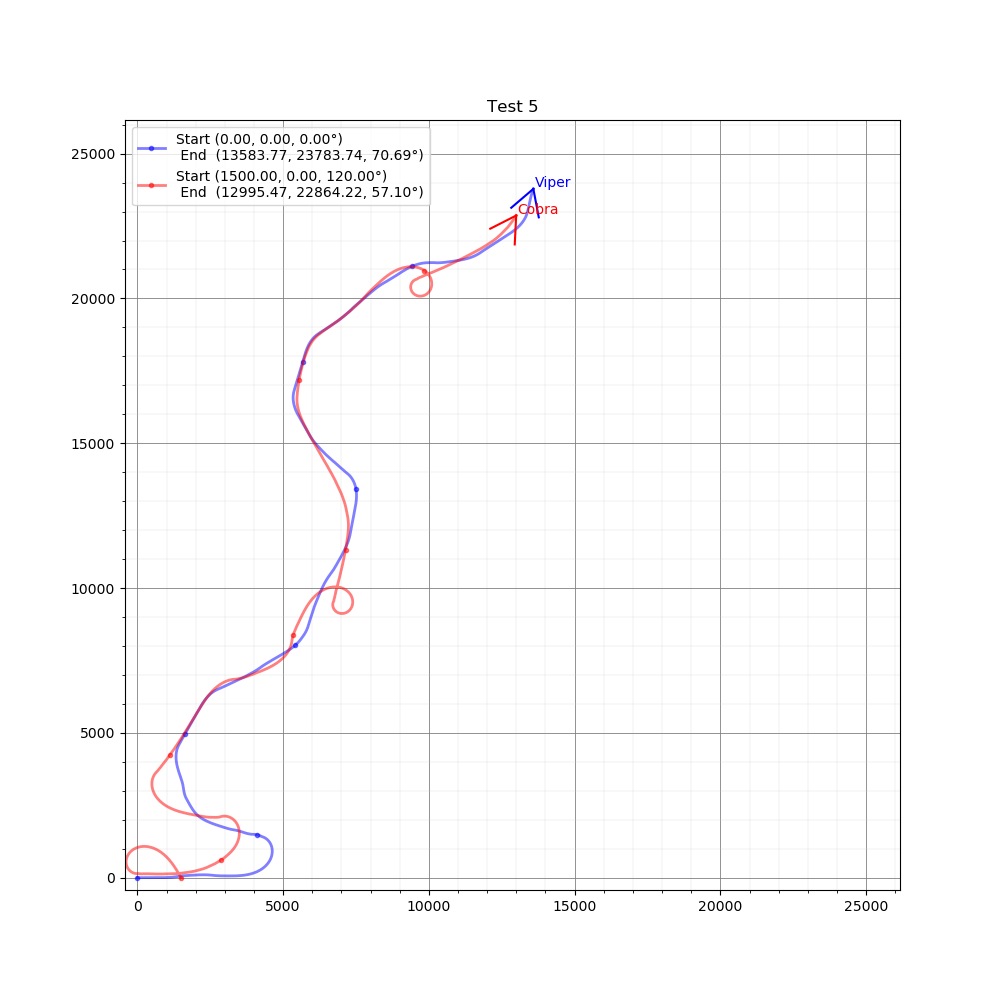 Test 5
Start (0.00, 0.00, 0.00°)
End (13583.77, 23783.74, 70.69°)
Start (1500.00, 0.00, 120.00°)
End (12995.47, 22864.22, 57.10°)
Viper
Cobra
25000
20000
15000
10000
5000
0
0 5000 10000 15000 20000 25000